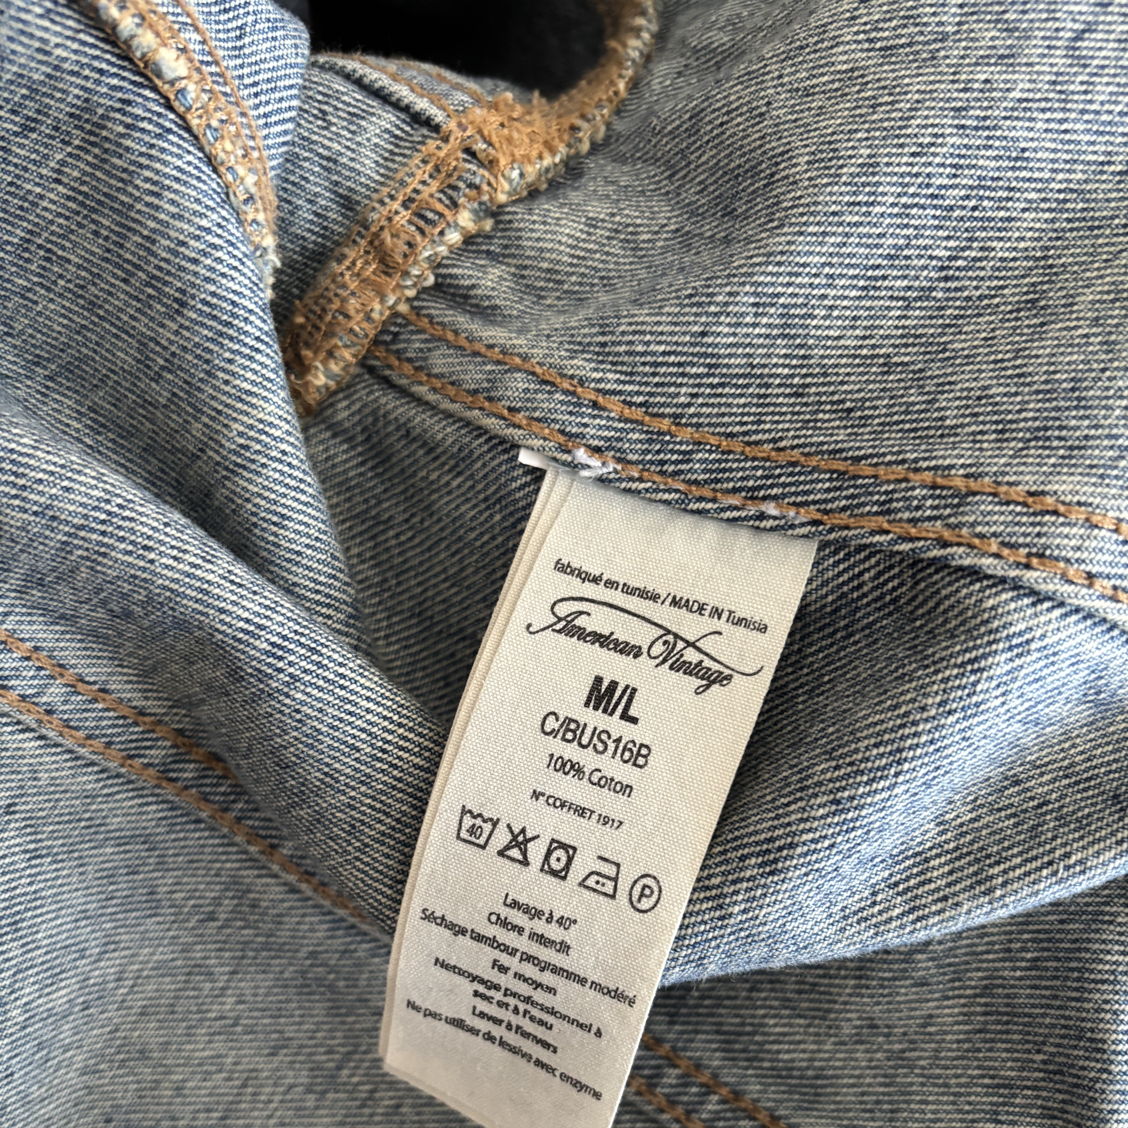 fabriqué en tunisie / MADE IN Tunisia
American Vintage
M/L
C/BUS16B
100% Coton
N° COFFRET 1917
40
P
Lavage à 40°
Chlore interdit
Séchage tambour programme modéré
Fer moyen
Nettoyage professionnel à
sec et à l'eau
Laver à l'envers
Ne pas utiliser de lessive avec enzyme